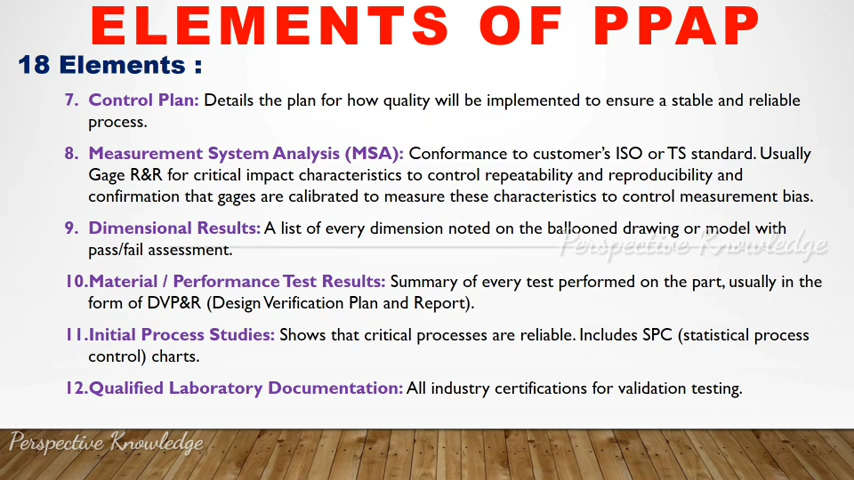 ELEMENTS OF PPAP
18 Elements :
7. Control Plan: Details the plan for how quality will be implemented to ensure a stable and reliable
process.
8. Measurement System Analysis (MSA): Conformance to customer's ISO or TS standard. Usually
Gage R&R for critical impact characteristics to control repeatability and reproducibility and
confirmation that gages are calibrated to measure these characteristics to control measurement bias.
9. Dimensional Results: A list of every dimension noted on the ballooned drawing or model with
pass/fail assessment.
Perspective Knowledge
10.Material / Performance Test Results: Summary of every test performed on the part, usually in the
form of DVP&R (Design Verification Plan and Report).
11.Initial Process Studies: Shows that critical processes are reliable. Includes SPC (statistical process
control) charts.
12.Qualified Laboratory Documentation: All industry certifications for validation testing.
Perspective Knowledge